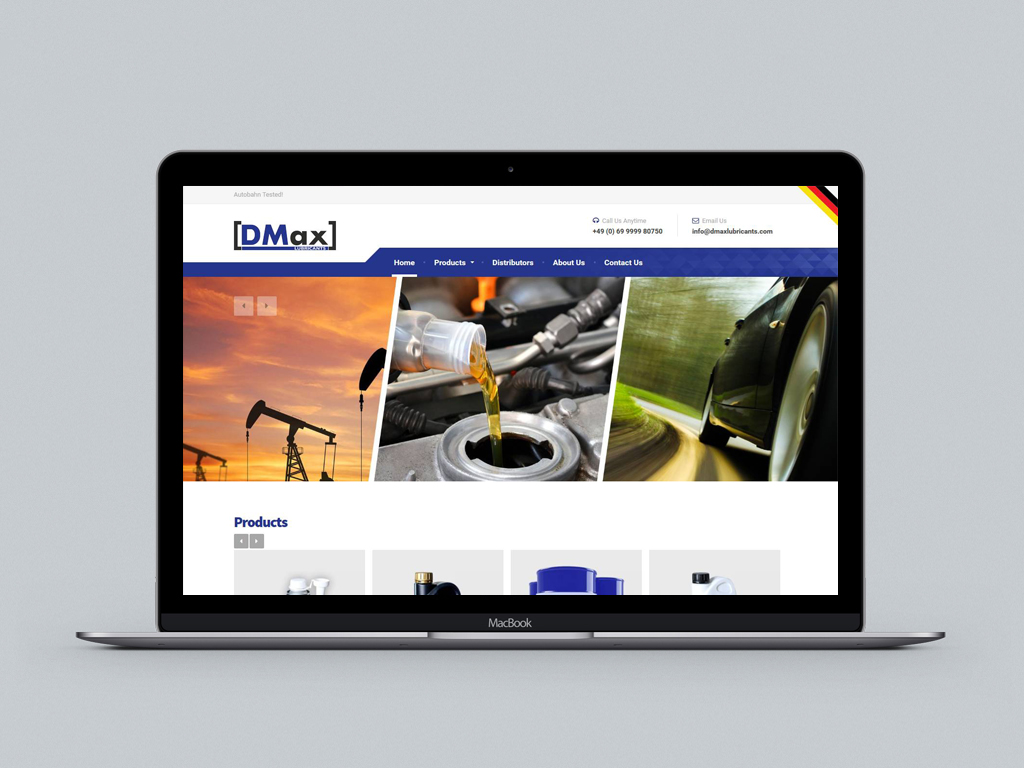 Autobahn Tested!
Call Us Anytime
+49 (0) 69 9999 80750
Email Us
info@dmaxlubricants.com
[DMax]
LUBRICANTS
Home
Products
Distributors
About Us
Contact Us
Products
MacBook